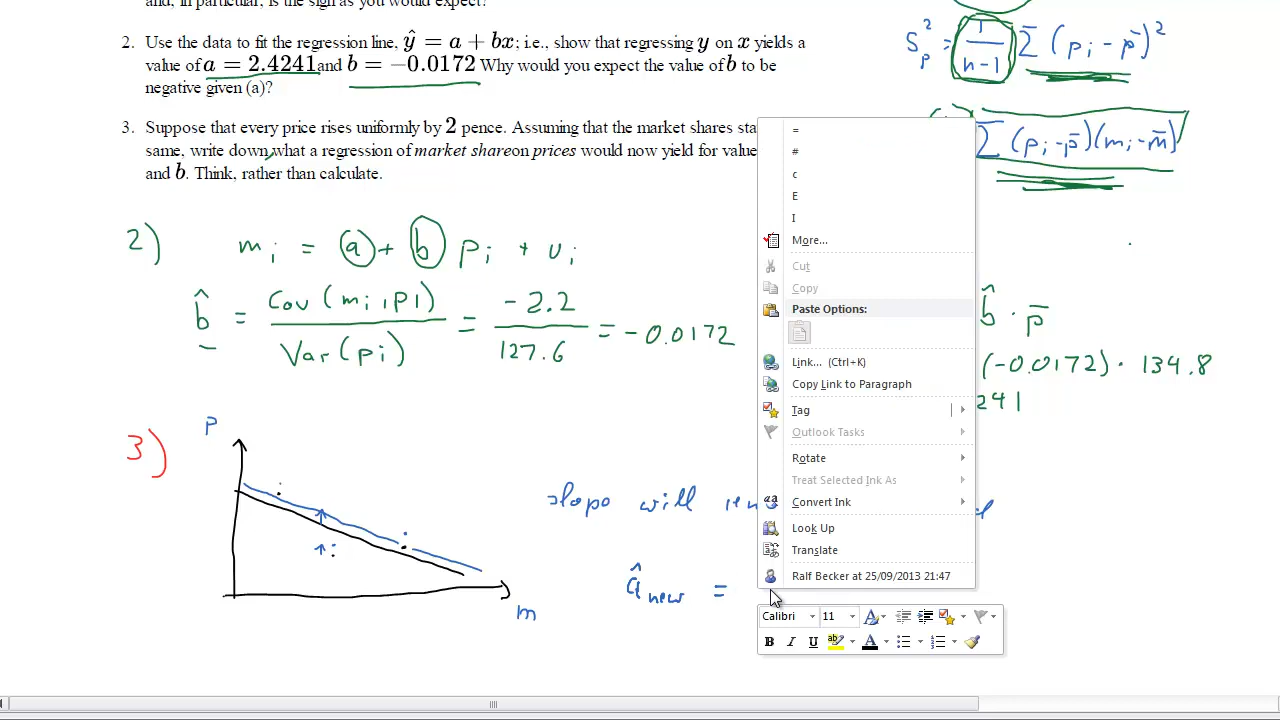 and, in particular, is the sign as you would expect?
2. Use the data to fit the regression line, ŷ = a + bx; i.e., show that regressing y on x yields a
value of a = 2.4241and b = −0.0172 Why would you expect the value of b to be
negative given (a)?
3. Suppose that every price rises uniformly by 2 pence. Assuming that the market shares sta
same, write down what a regression of market shareon prices would now yield for value
and b. Think, rather than calculate.
S²p = 1/(n-1) Σ (pi - p̄)²
Σ (pi - p̄)(mi - m̄)
2) mi = a + b pi + ui
b̂ = Cov(mi, pi) / Var(pi) = -2.2 / 127.6 = -0.0172
b̂ · p̄
(-0.0172) · 134.8
241
3)
p
m
slope will
â new =
=
#
c
E
I
More...
Cut
Copy
Paste Options:
Link... (Ctrl+K)
Copy Link to Paragraph
Tag
Outlook Tasks
Rotate
Treat Selected Ink As
Convert Ink
Look Up
Translate
Ralf Becker at 25/09/2013 21:47
Calibri 11
B I U ab A